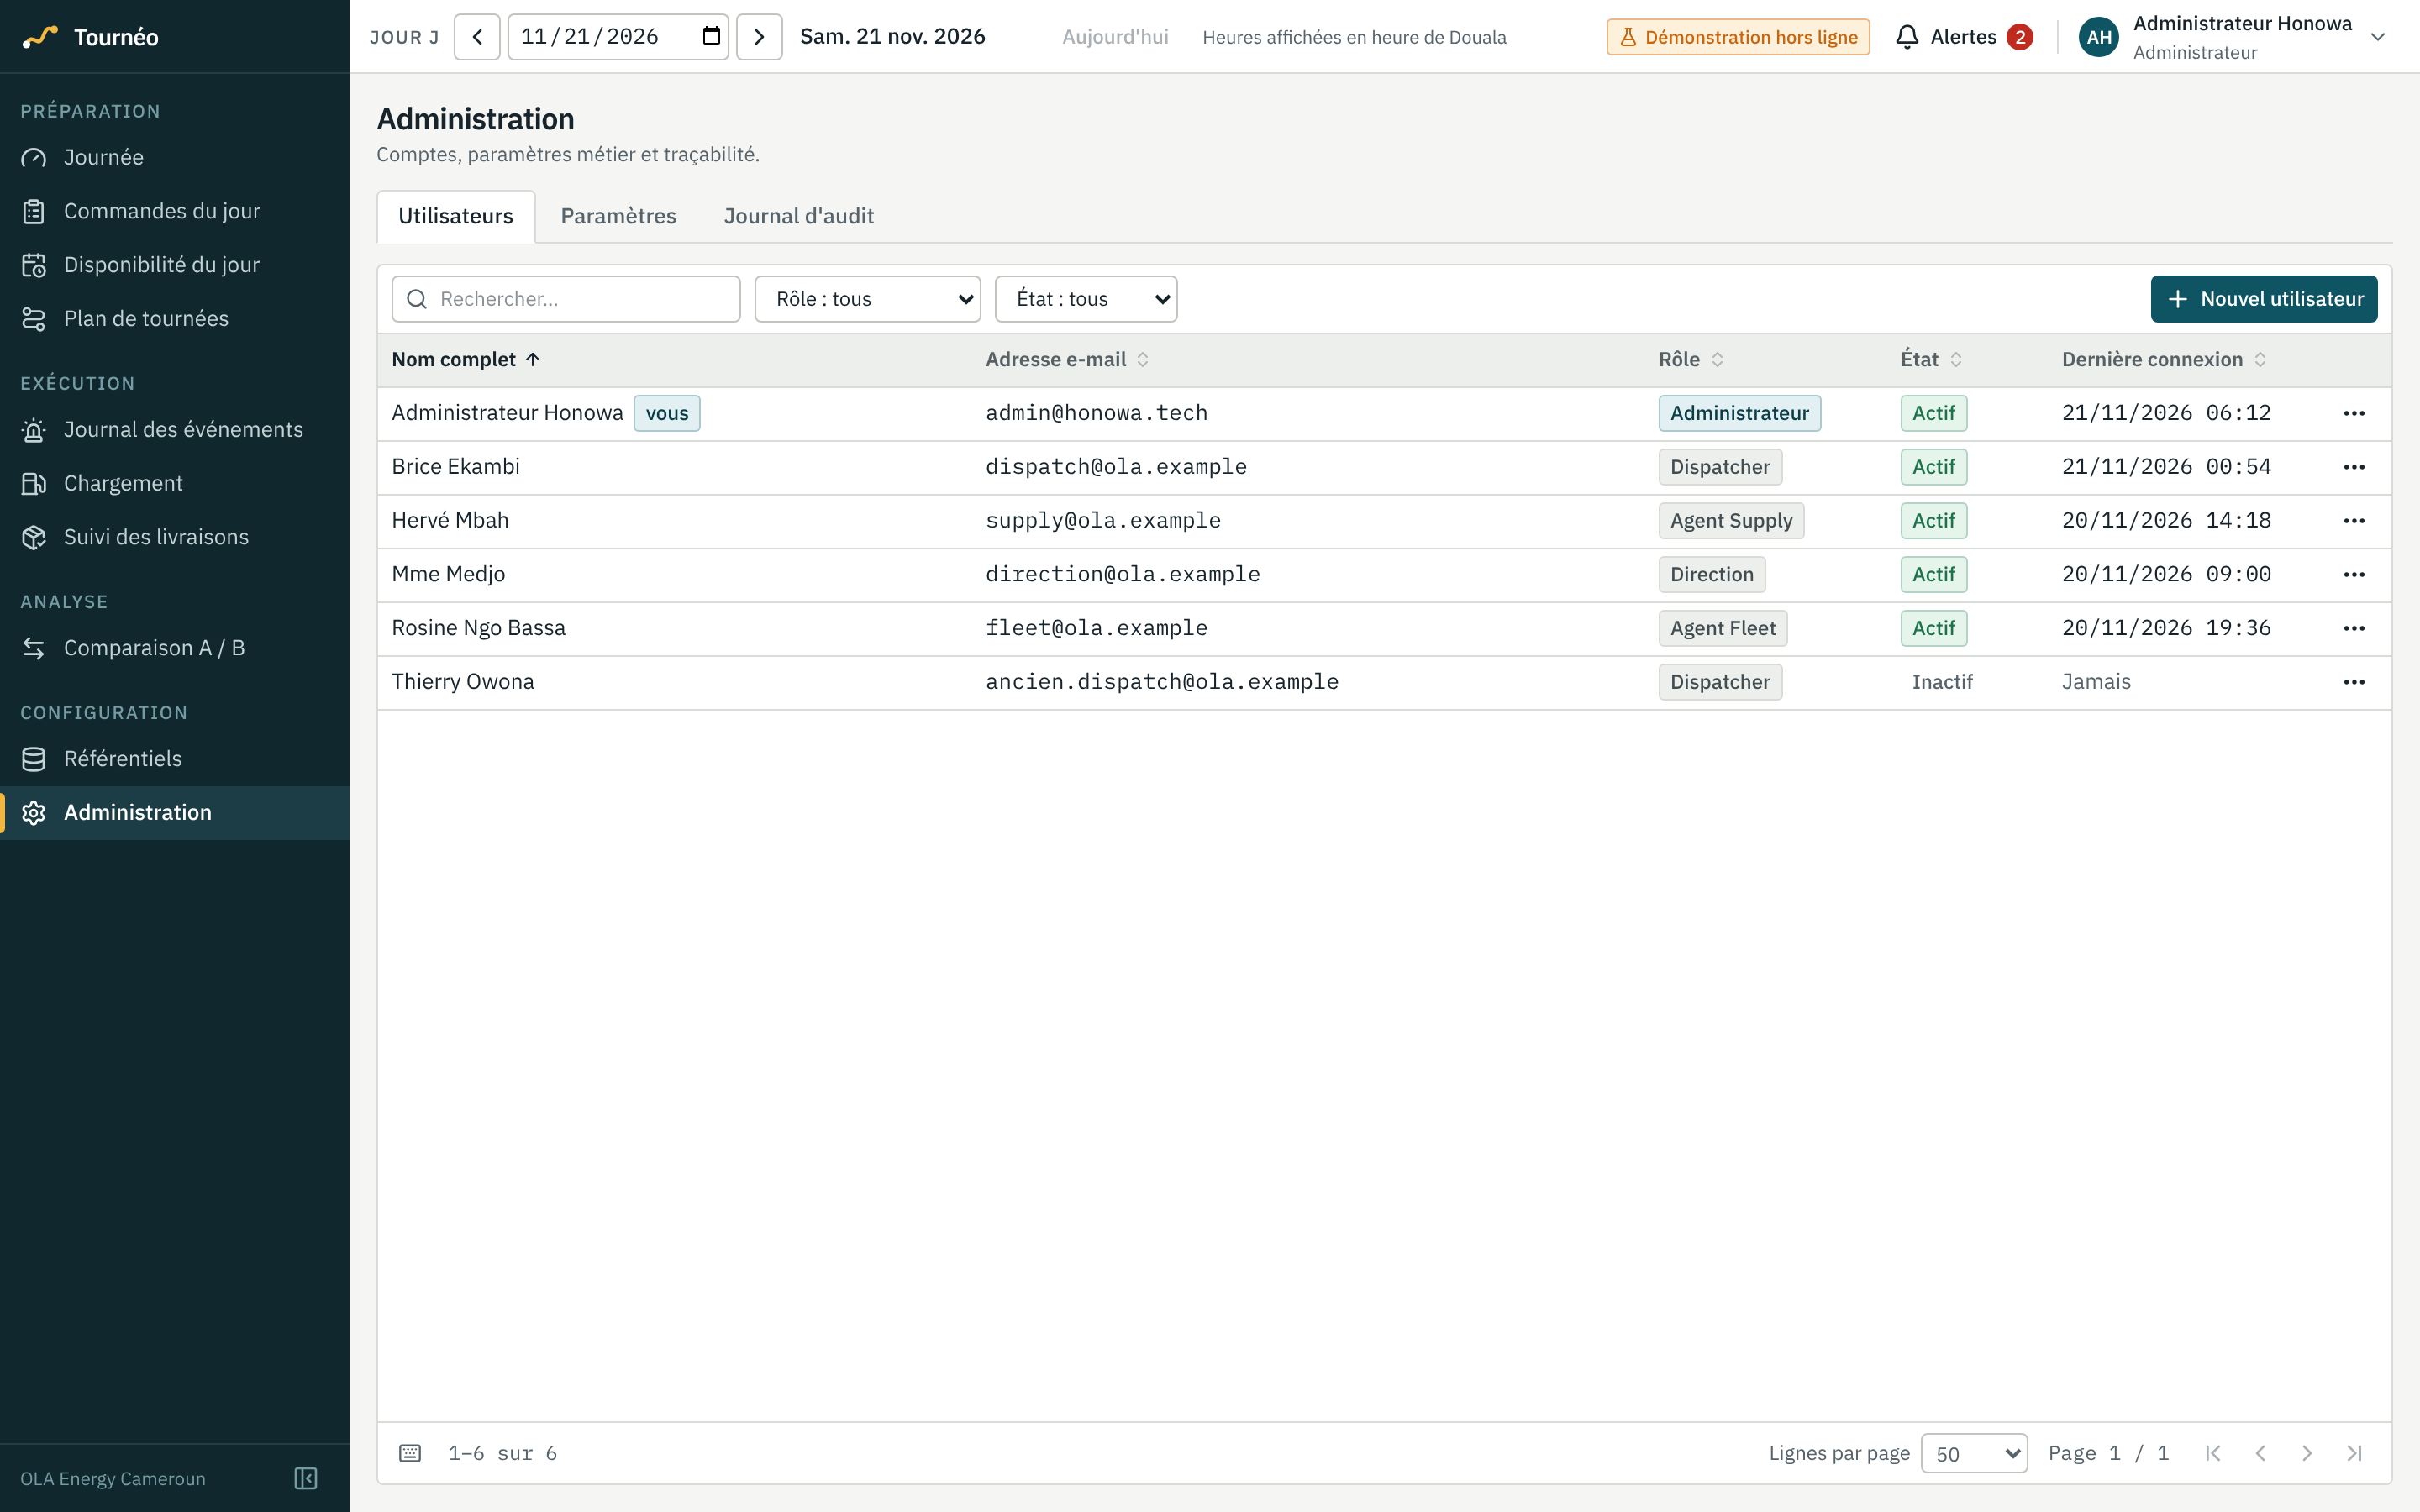 Tournéo
JOUR J
11/21/2026
Sam. 21 nov. 2026
Aujourd'hui
Heures affichées en heure de Douala
Démonstration hors ligne
Alertes 2
AH
Administrateur Honowa
Administrateur
PRÉPARATION
Journée
Commandes du jour
Disponibilité du jour
Plan de tournées
EXÉCUTION
Journal des événements
Chargement
Suivi des livraisons
ANALYSE
Comparaison A / B
CONFIGURATION
Référentiels
Administration
OLA Energy Cameroun
Administration
Comptes, paramètres métier et traçabilité.
Utilisateurs Paramètres Journal d'audit
Rechercher... Rôle : tous État : tous Nouvel utilisateur
Nom complet Adresse e-mail Rôle État Dernière connexion
Administrateur Honowa vous admin@honowa.tech Administrateur Actif 21/11/2026 06:12
Brice Ekambi dispatch@ola.example Dispatcher Actif 21/11/2026 00:54
Hervé Mbah supply@ola.example Agent Supply Actif 20/11/2026 14:18
Mme Medjo direction@ola.example Direction Actif 20/11/2026 09:00
Rosine Ngo Bassa fleet@ola.example Agent Fleet Actif 20/11/2026 19:36
Thierry Owona ancien.dispatch@ola.example Dispatcher Inactif Jamais
1–6 sur 6 Lignes par page 50 Page 1 / 1